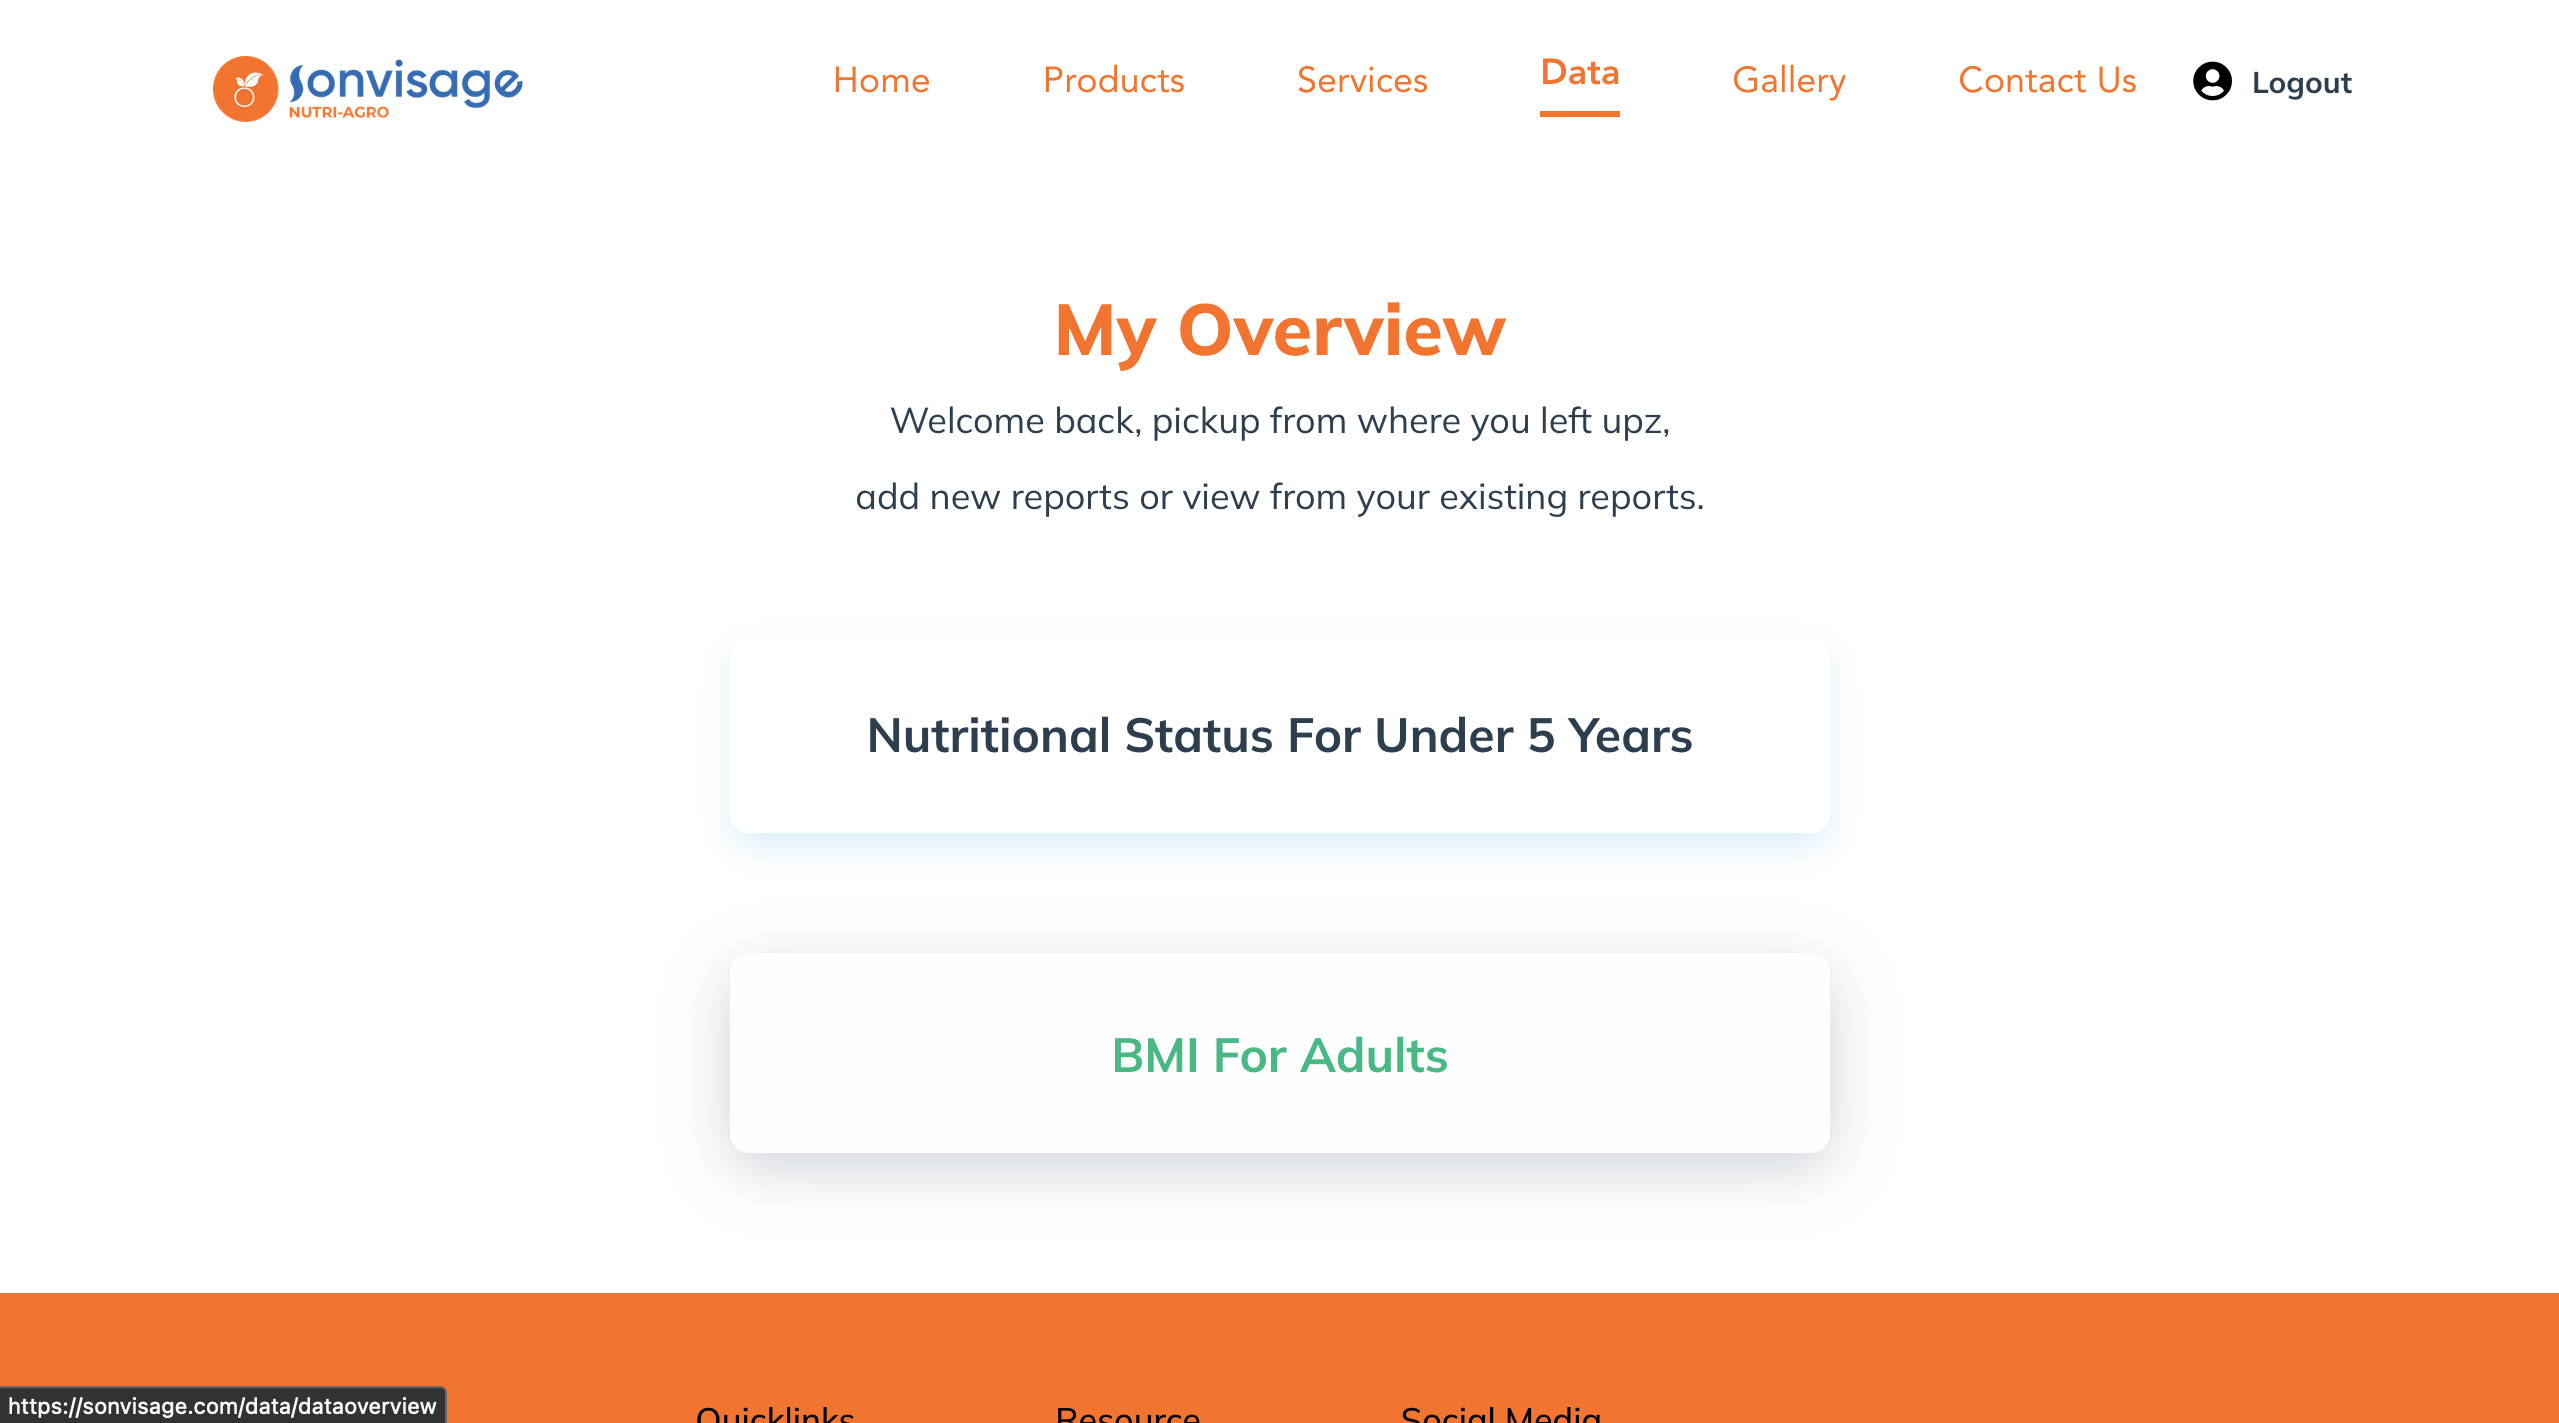 sonvisage
NUTRI-AGRO
Home
Products
Services
Data
Gallery
Contact Us
Logout
My Overview
Welcome back, pickup from where you left upz,
add new reports or view from your existing reports.
Nutritional Status For Under 5 Years
BMI For Adults
Quicklinks
Resource
Social Media
https://sonvisage.com/data/dataoverview